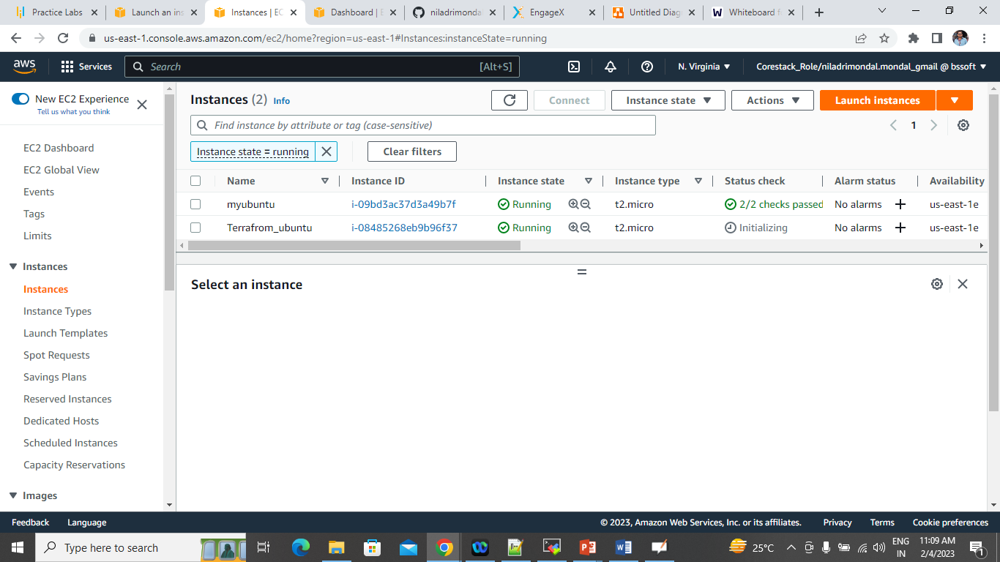 Practice Labs
Launch an ins
Instances | EC
Dashboard | E
niladrimondal
EngageX
Untitled Diag
Whiteboard f
us-east-1.console.aws.amazon.com/ec2/home?region=us-east-1#Instances:instanceState=running
aws
Services
Search
[Alt+S]
N. Virginia
Corestack_Role/niladrimondal.mondal_gmail @ bssoft
New EC2 Experience
Tell us what you think
EC2 Dashboard
EC2 Global View
Events
Tags
Limits
Instances
Instances
Instance Types
Launch Templates
Spot Requests
Savings Plans
Reserved Instances
Dedicated Hosts
Scheduled Instances
Capacity Reservations
Images
Instances (2) Info
Connect
Instance state
Actions
Launch instances
Find instance by attribute or tag (case-sensitive)
1
Instance state = running
Clear filters
Name Instance ID Instance state Instance type Status check Alarm status Availability
myubuntu i-09bd3ac37d3a49b7f Running t2.micro 2/2 checks passed No alarms us-east-1e
Terrafrom_ubuntu i-08485268eb9b96f37 Running t2.micro Initializing No alarms us-east-1e
Select an instance
Feedback Language © 2023, Amazon Web Services, Inc. or its affiliates. Privacy Terms Cookie preferences
Type here to search
25°C
ENG
IN
11:09 AM
2/4/2023
1